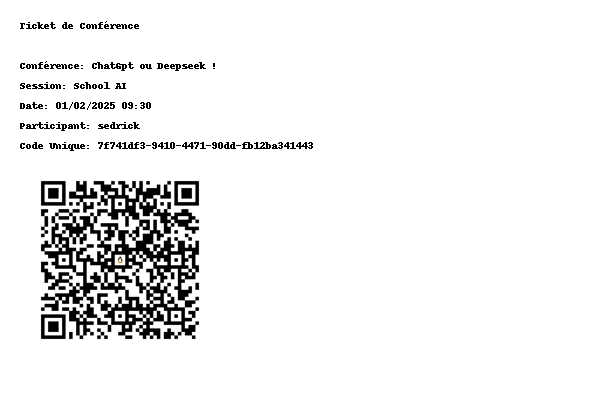 Ticket de Conférence
Conférence: ChatGpt ou Deepseek !
Session: School AI
Date: 01/02/2025 09:30
Participant: sedrick
Code Unique: 7f741df3-9410-4471-90dd-fb12ba341443